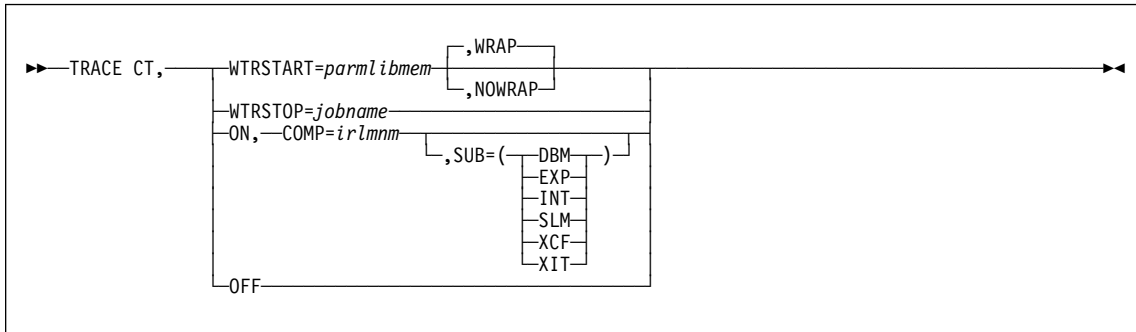 ,WRAP
TRACE CT, WTRSTART=parmlibmem
,NOWRAP
WTRSTOP=jobname
ON, COMP=irlmnm
,SUB=( DBM )
EXP
INT
SLM
XCF
XIT
OFF